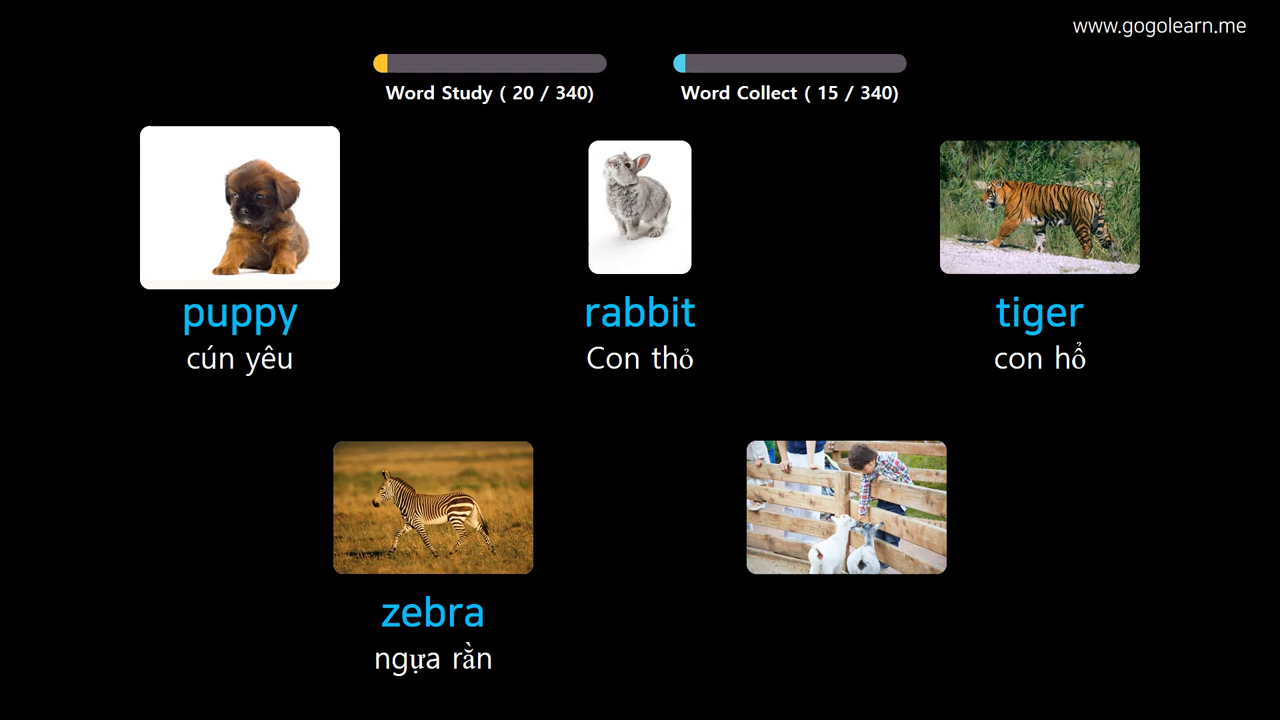 www.gogolearn.me
Word Study ( 20 / 340)
Word Collect ( 15 / 340)
puppy
cún yêu
rabbit
Con thỏ
tiger
con hổ
zebra
ngựa rằn